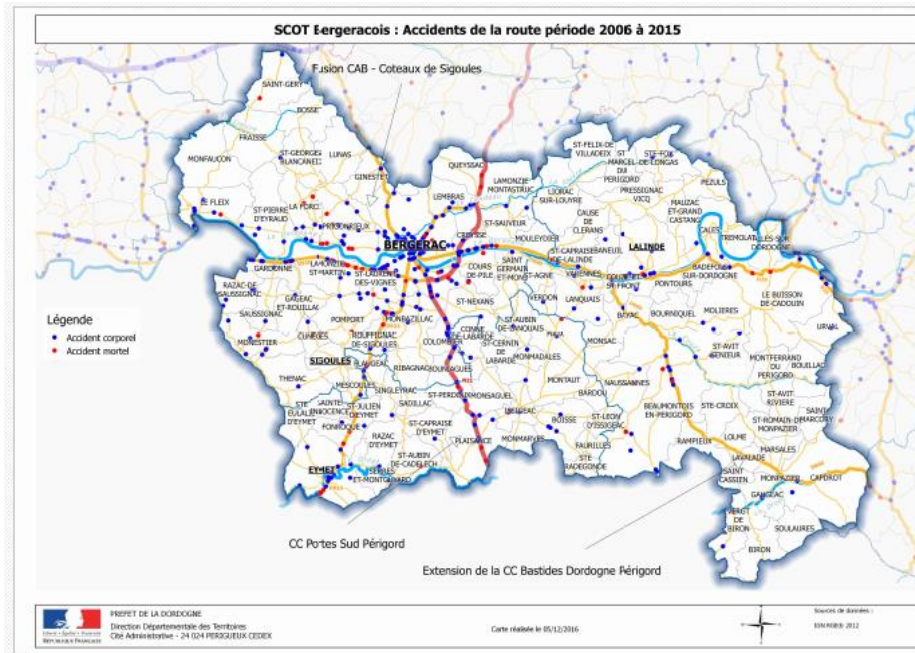 SCOT Bergeracois : Accidents de la route période 2006 à 2015
Fusion CAB - Coteaux de Sigoules
SAINT-GERY
BOSSE
FRAISSE
MONFAUCON
ST-GEORGES
BLANCANEIX
LUNAS
GINESTET
QUEYSSAC
LEMBRAS
LAMONZIE
MONTASTRUC
ST-FELIX DE
VILLADEIX
LIORAC
SUR-LOUYRE
ST
MARCEL
DU
PERIGORD
STE-FOY
DE-LONGAS
PRESSIGNAC
VICQ
PEZULS
MAUZAC
ET-GRAND
CASTANG
CAUSE
DE
CLERANS
LE FLEIX
ST-PIERRE
D'EYRAUD
LA FORCE
PRIGONRIEUX
BERGERAC
CREYSSE
ST-SAUVEUR
MOULEYDIER
LALINDE
CALES
TREMOLAT
GARDONNE
LAMONZIE
ST-MARTIN
ST-LAURENT
DES-VIGNES
COURS
DE-PILE
SAINT
GERMAIN
ET-MONS
ST-AGNE
ST-CAPRAISE
DE-LALINDE
BANEUIL
VARENNES
PONTOURS
BADEFOLS
SUR-DORDOGNE
LE BUISSON
DE-CADOUIN
RAZAC-DE
SAUSSIGNAC
SAUSSIGNAC
GAGEAC
ET-ROUILLAC
POMPORT
MONBAZILLAC
ST-NEXANS
VERDON
LANQUAIS
BAYAC
BOURNIQUEL
MOLIERES
URVAL
MONESTIER
CUNEGES
ROUFFIGNAC
DE-SIGOULES
COLOMBIER
CONNE
DE-LABARDE
ST-AUBIN
DE-LANQUAIS
ST-CERNIN
DE
LABARDE
MONMADALES
MONSAC
ST-AVIT
SENIEUR
MONTFERRAND
DU
PERIGORD
BOUILLAC
SIGOULES
FLAUGEAC
RIBAGNAC
BOUNIAGUES
THENAC
MESCOULES
SINGLEYRAC
MONTAUT
BARDOU
NAUSSANNES
ST-AVIT
RIVIERE
STE
EULALIE
D'EYMET
SAINTE
INNOCENCE
ST-JULIEN
D'EYMET
SADILLAC
ST-PERDOUX
MONSAGUEL
ISSIGEAC
BOISSE
ST-LEON
D'ISSIGEAC
BEAUMONTOIS
EN-PERIGORD
STE-CROIX
ST-ROMAIN-DE
MONPAZIER
SAINT
MARCORY
FONROQUE
RAZAC
D'EYMET
ST-CAPRAISE
D'EYMET
PLAISANCE
MONMARVES
FAURILLES
STE
RADEGONDE
RAMPIEUX
LOLME
MARSALES
LAVALADE
EYMET
SERRES
ET-MONTGUYARD
ST-AUBIN
DE-CADELECH
SAINT
CASSIEN
MONPAZIER
CAPDROT
GAUGEAC
VERGT
DE
BIRON
SOULAURES
BIRON
Légende
Accident corporel
Accident mortel
CC Portes Sud Périgord
Extension de la CC Bastides Dordogne Périgord
PREFET DE LA DORDOGNE
Direction Départementale des Territoires
Cité Administrative - 24 024 PERIGUEUX CEDEX
Liberté • Égalité • Fraternité
RÉPUBLIQUE FRANÇAISE
Carte réalisée le 05/12/2016
Sources de données :